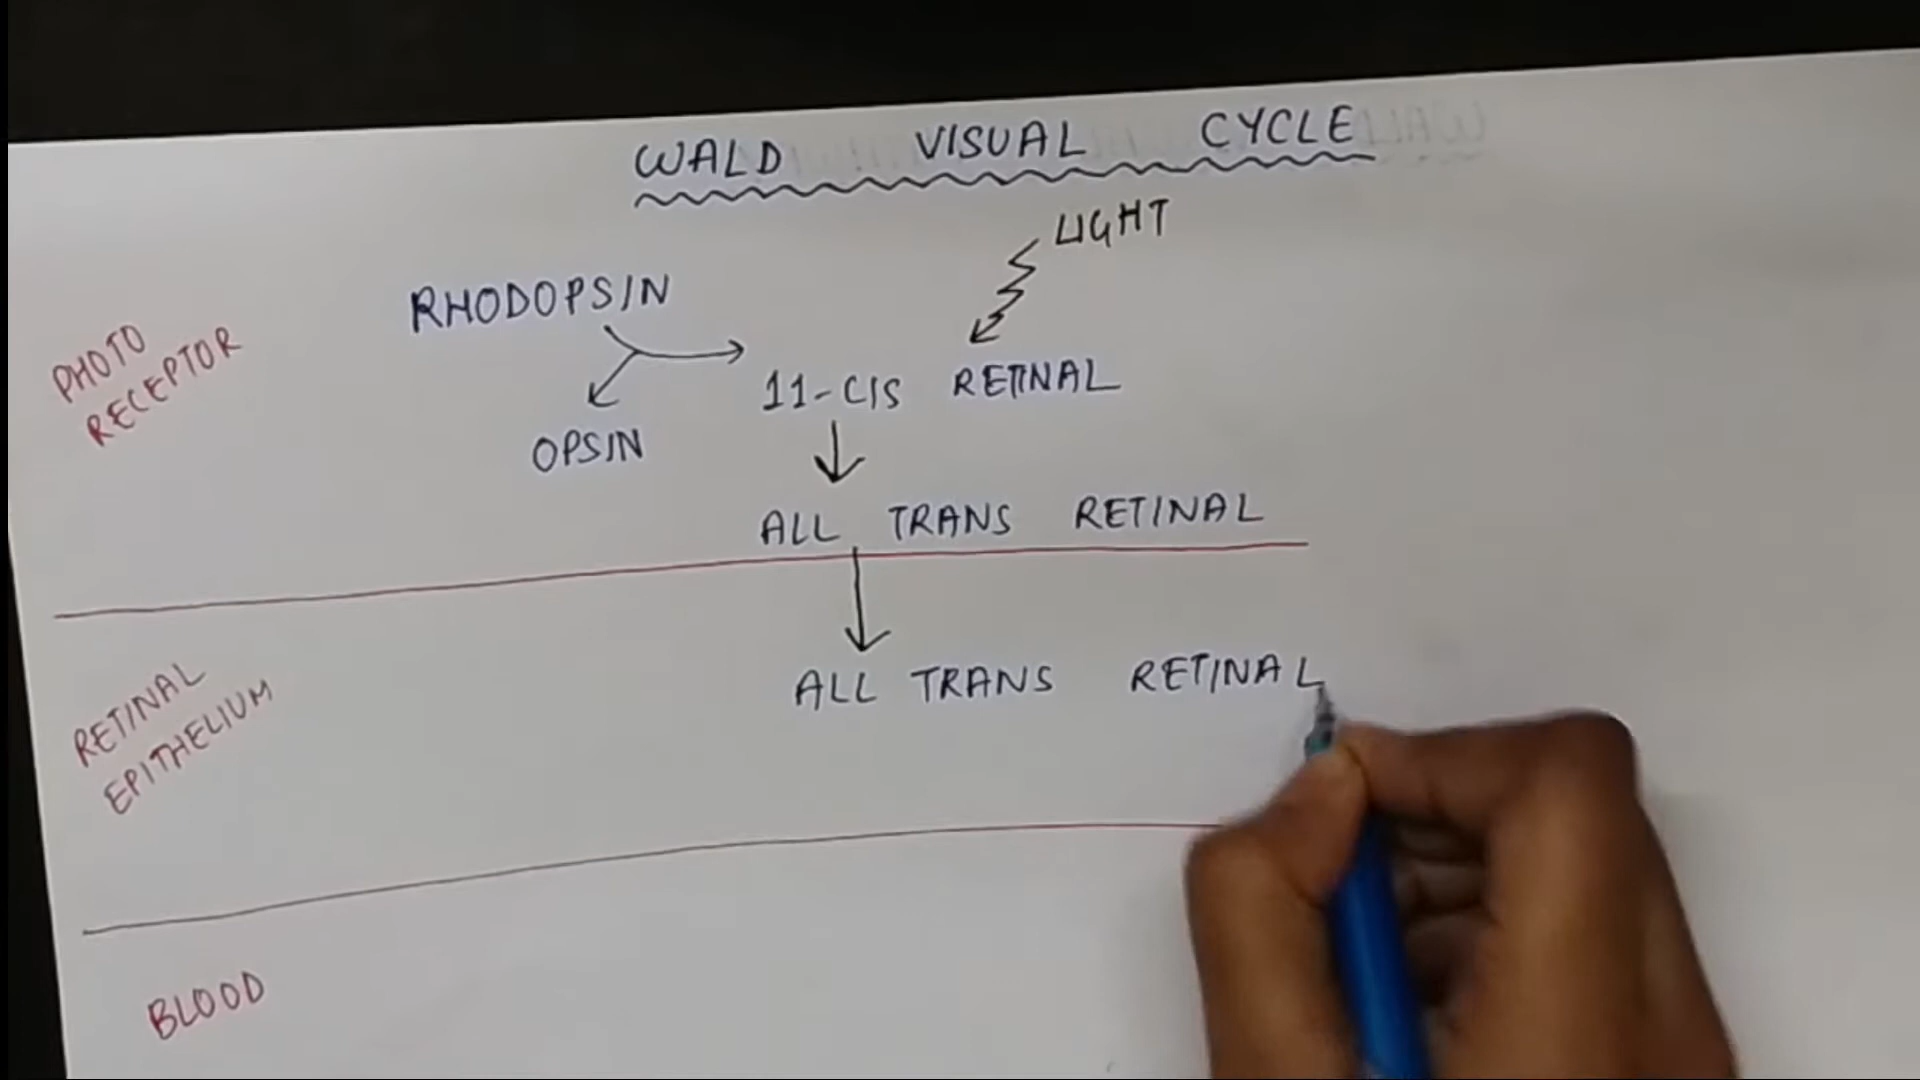 WALD VISUAL CYCLE
LIGHT
RHODOPSIN
PHOTO
RECEPTOR
11-CIS RETINAL
OPSIN
ALL TRANS RETINAL
ALL TRANS RETINAL
RETINAL
EPITHELIUM
BLOOD